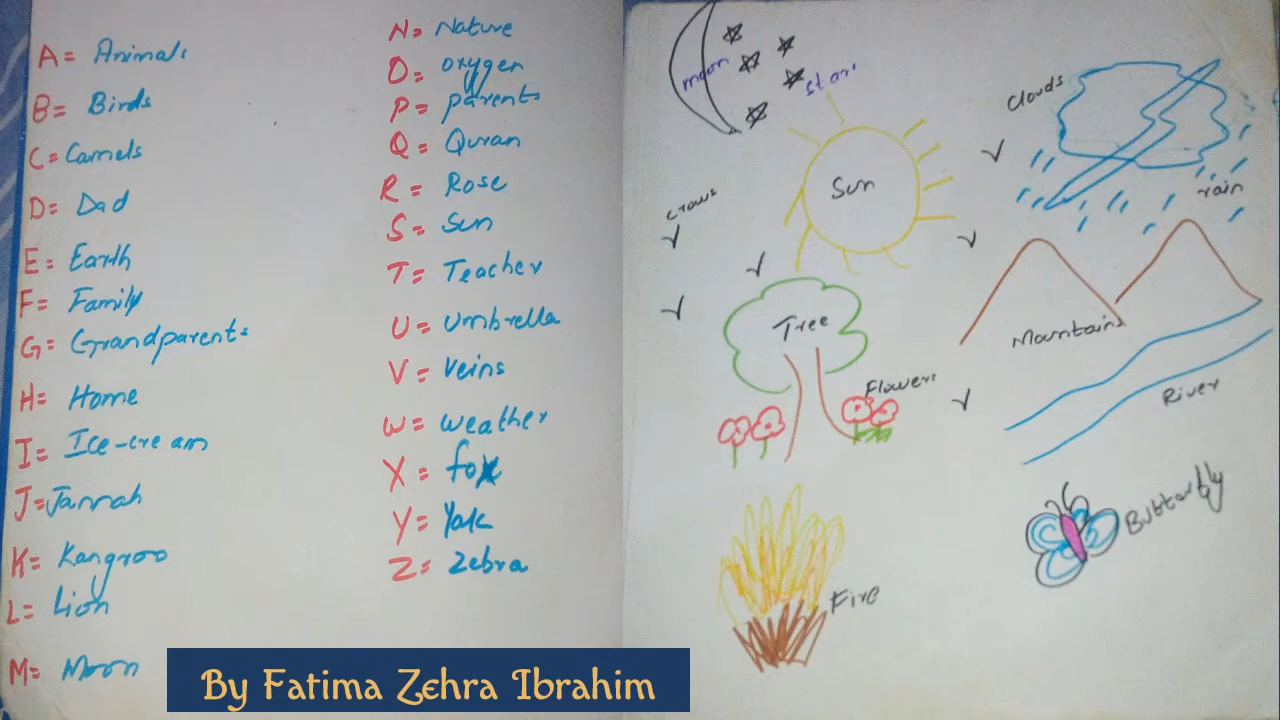 A= Animals
B= Birds
C= Camels
D= Dad
E= Earth
F= Family
G= Grandparents
H= Home
I= Ice-cream
J= Jannah
K= Kangroo
L= Lion
M= Moon
N= Nature
O= oxygen
P= parents
Q= Quran
R= Rose
S= Sun
T= Teacher
U= Umbrella
V= Veins
W= weather
X= fox
Y= Yak
Z= Zebra
moon
stars
Clouds
Sun
rain
crows
Tree
Mountains
Flowers
River
Butterfly
Fire
By Fatima Zehra Ibrahim